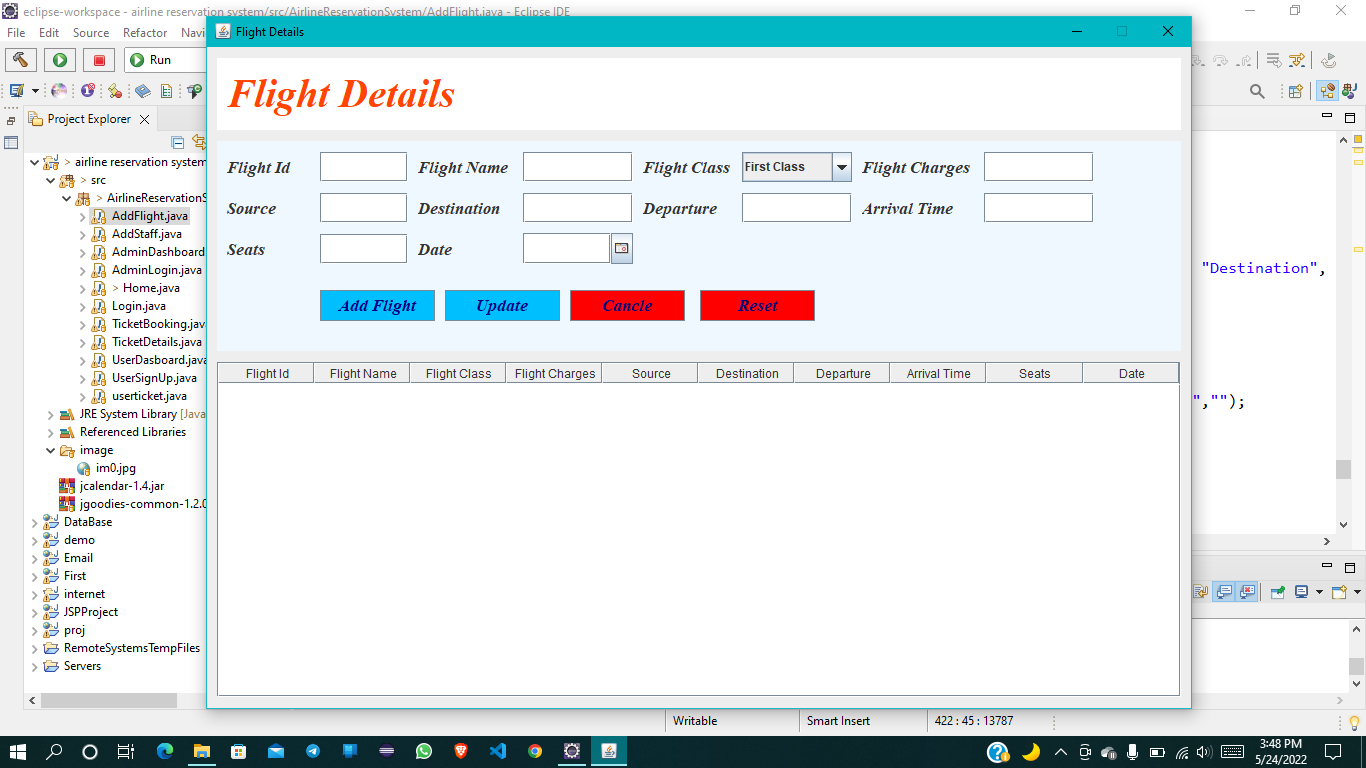 eclipse-workspace - airline reservation system/src/AirlineReservationSystem/AddFlight.java - Eclipse IDE
File Edit Source Refactor Navi
Flight Details
Run
Flight Details
Project Explorer
Flight Id Flight Name Flight Class First Class Flight Charges
Source Destination Departure Arrival Time
Seats Date
Add Flight Update Cancle Reset
Flight Id Flight Name Flight Class Flight Charges Source Destination Departure Arrival Time Seats Date
> airline reservation system
> src
> AirlineReservationS
AddFlight.java
AddStaff.java
AdminDashboard
AdminLogin.java
> Home.java
Login.java
TicketBooking.java
TicketDetails.java
UserDasboard.java
UserSignUp.java
userticket.java
JRE System Library [Java
Referenced Libraries
image
im0.jpg
jcalendar-1.4.jar
jgoodies-common-1.2.0
DataBase
demo
Email
First
internet
JSPProject
proj
RemoteSystemsTempFiles
Servers
"Destination",
","");
Writable Smart Insert 422 : 45 : 13787
3:48 PM
5/24/2022